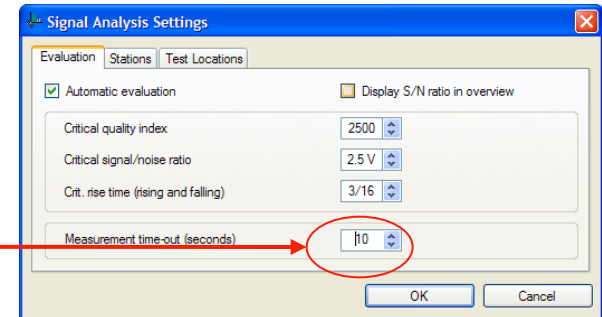 Signal Analysis Settings
Evaluation Stations Test Locations
Automatic evaluation Display S/N ratio in overview
Critical quality index 2500
Critical signal/noise ratio 2.5 V
Crit. rise time (rising and falling) 3/16
Measurement time-out (seconds) 10
OK Cancel